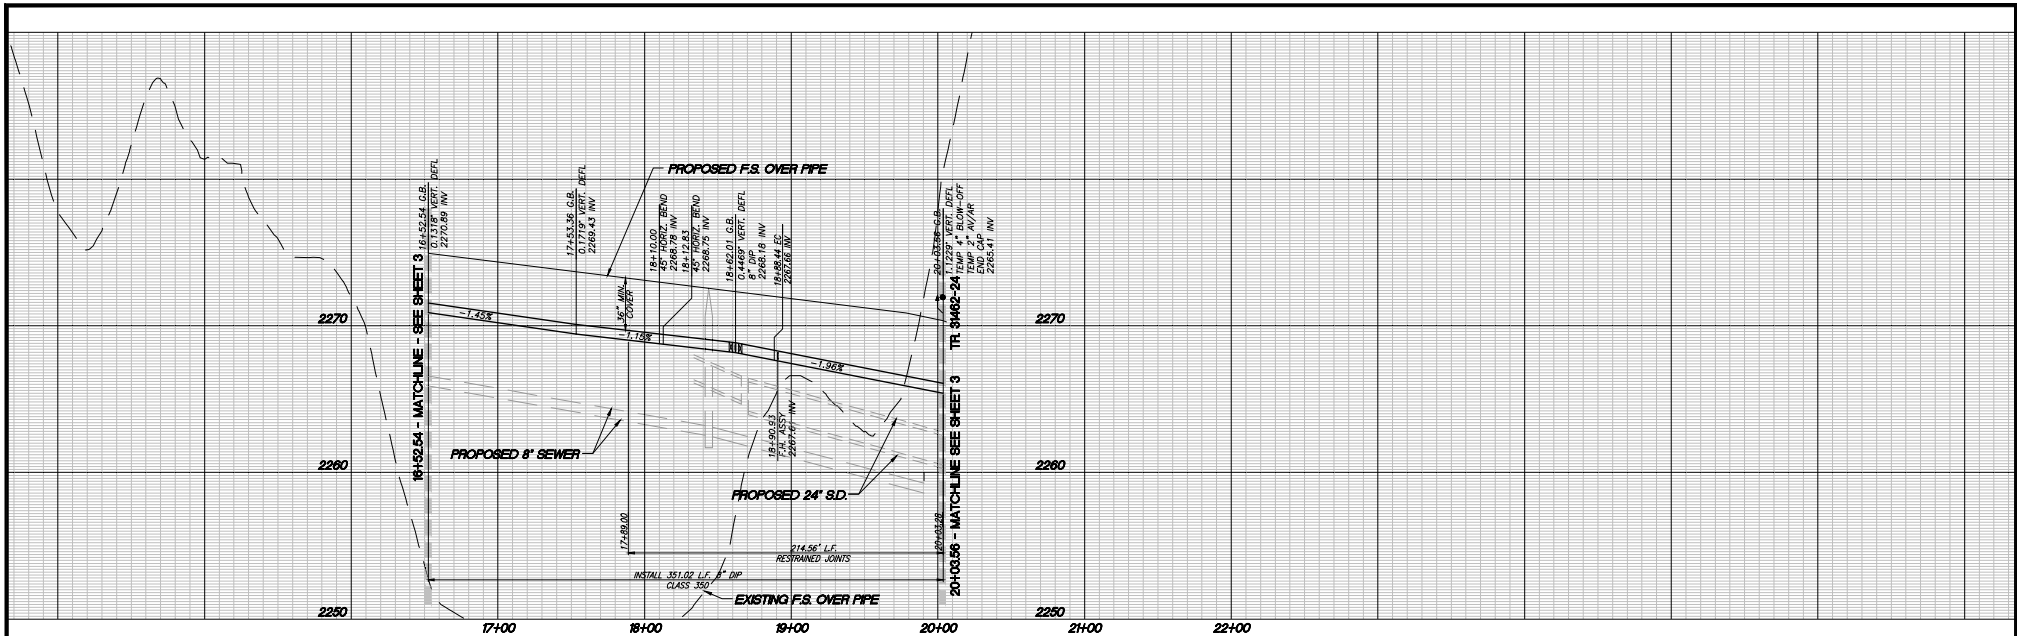 PROPOSED F.S. OVER PIPE
16+52.54 G.B.
0.1318° VERT. DEFL
2270.89 INV
17+53.36 G.B.
0.1719° VERT. DEFL
2269.43 INV
18+10.00
45° HORIZ. BEND
2268.78 INV
18+12.83
45° HORIZ. BEND
2268.75 INV
18+62.01 G.B.
0.4469° VERT. DEFL
8" DIP
2268.18 INV
18+88.44 EC
2267.66 INV
20+03.56 G.B.
1.1229° VERT. DEFL
TEMP 4" BLOW-OFF
TEMP 2" AV/AR
END CAP
2265.41 INV
36" MIN.
COVER
2270
-1.45%
-1.15%
-1.96%
2270
16+52.54 - MATCHLINE - SEE SHEET 3
TR. 31462-24
20+03.56 - MATCHLINE SEE SHEET 3
18+90.93
F.H. ASSY
2267.61 INV
PROPOSED 8" SEWER
2260
2260
PROPOSED 24" S.D.
17+89.00
20+03.28
214.56' L.F.
RESTRAINED JOINTS
INSTALL 351.02 L.F. 8" DIP
CLASS 350
EXISTING F.S. OVER PIPE
2250
2250
17+00
18+00
19+00
20+00
21+00
22+00